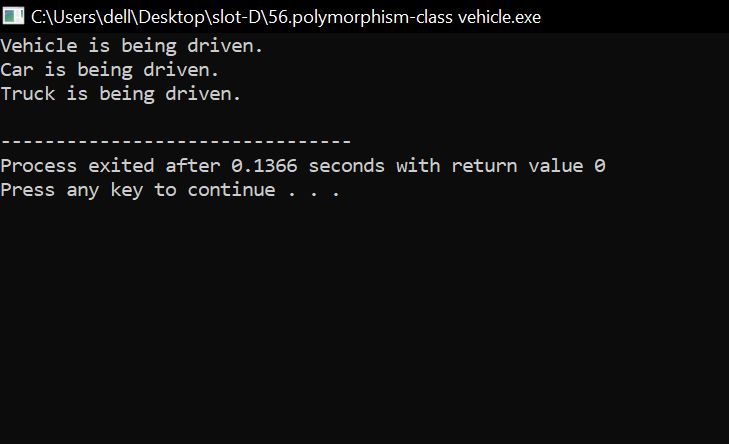 C:\Users\dell\Desktop\slot-D\56.polymorphism-class vehicle.exe
Vehicle is being driven.
Car is being driven.
Truck is being driven.
--------------------------------
Process exited after 0.1366 seconds with return value 0
Press any key to continue . . .